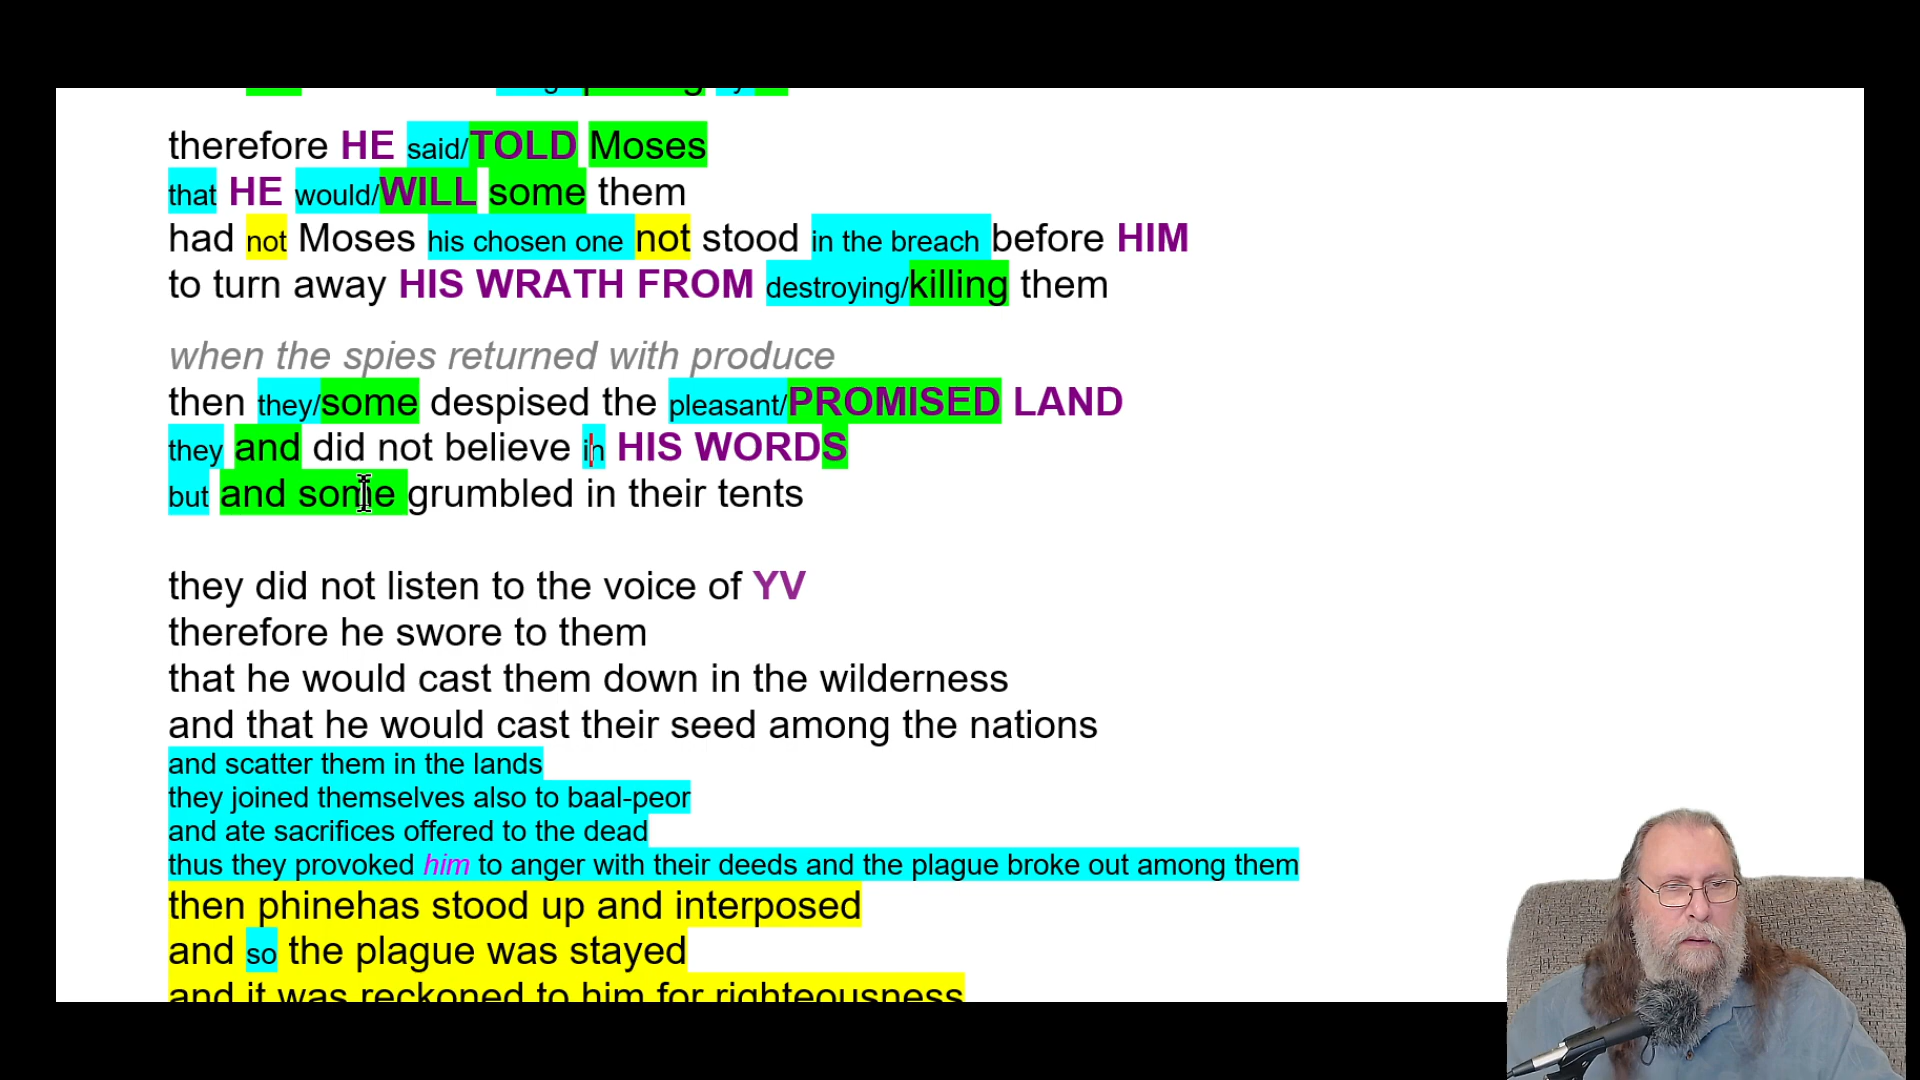 therefore HE said/TOLD Moses
that HE would/WILL some them
had not Moses his chosen one not stood in the breach before HIM
to turn away HIS WRATH FROM destroying/killing them
when the spies returned with produce
then they/some despised the pleasant/PROMISED LAND
they and did not believe in HIS WORDS
but and some grumbled in their tents
they did not listen to the voice of YV
therefore he swore to them
that he would cast them down in the wilderness
and that he would cast their seed among the nations
and scatter them in the lands
they joined themselves also to baal-peor
and ate sacrifices offered to the dead
thus they provoked him to anger with their deeds and the plague broke out among them
then phinehas stood up and interposed
and so the plague was stayed
and it was reckoned to him for righteousness